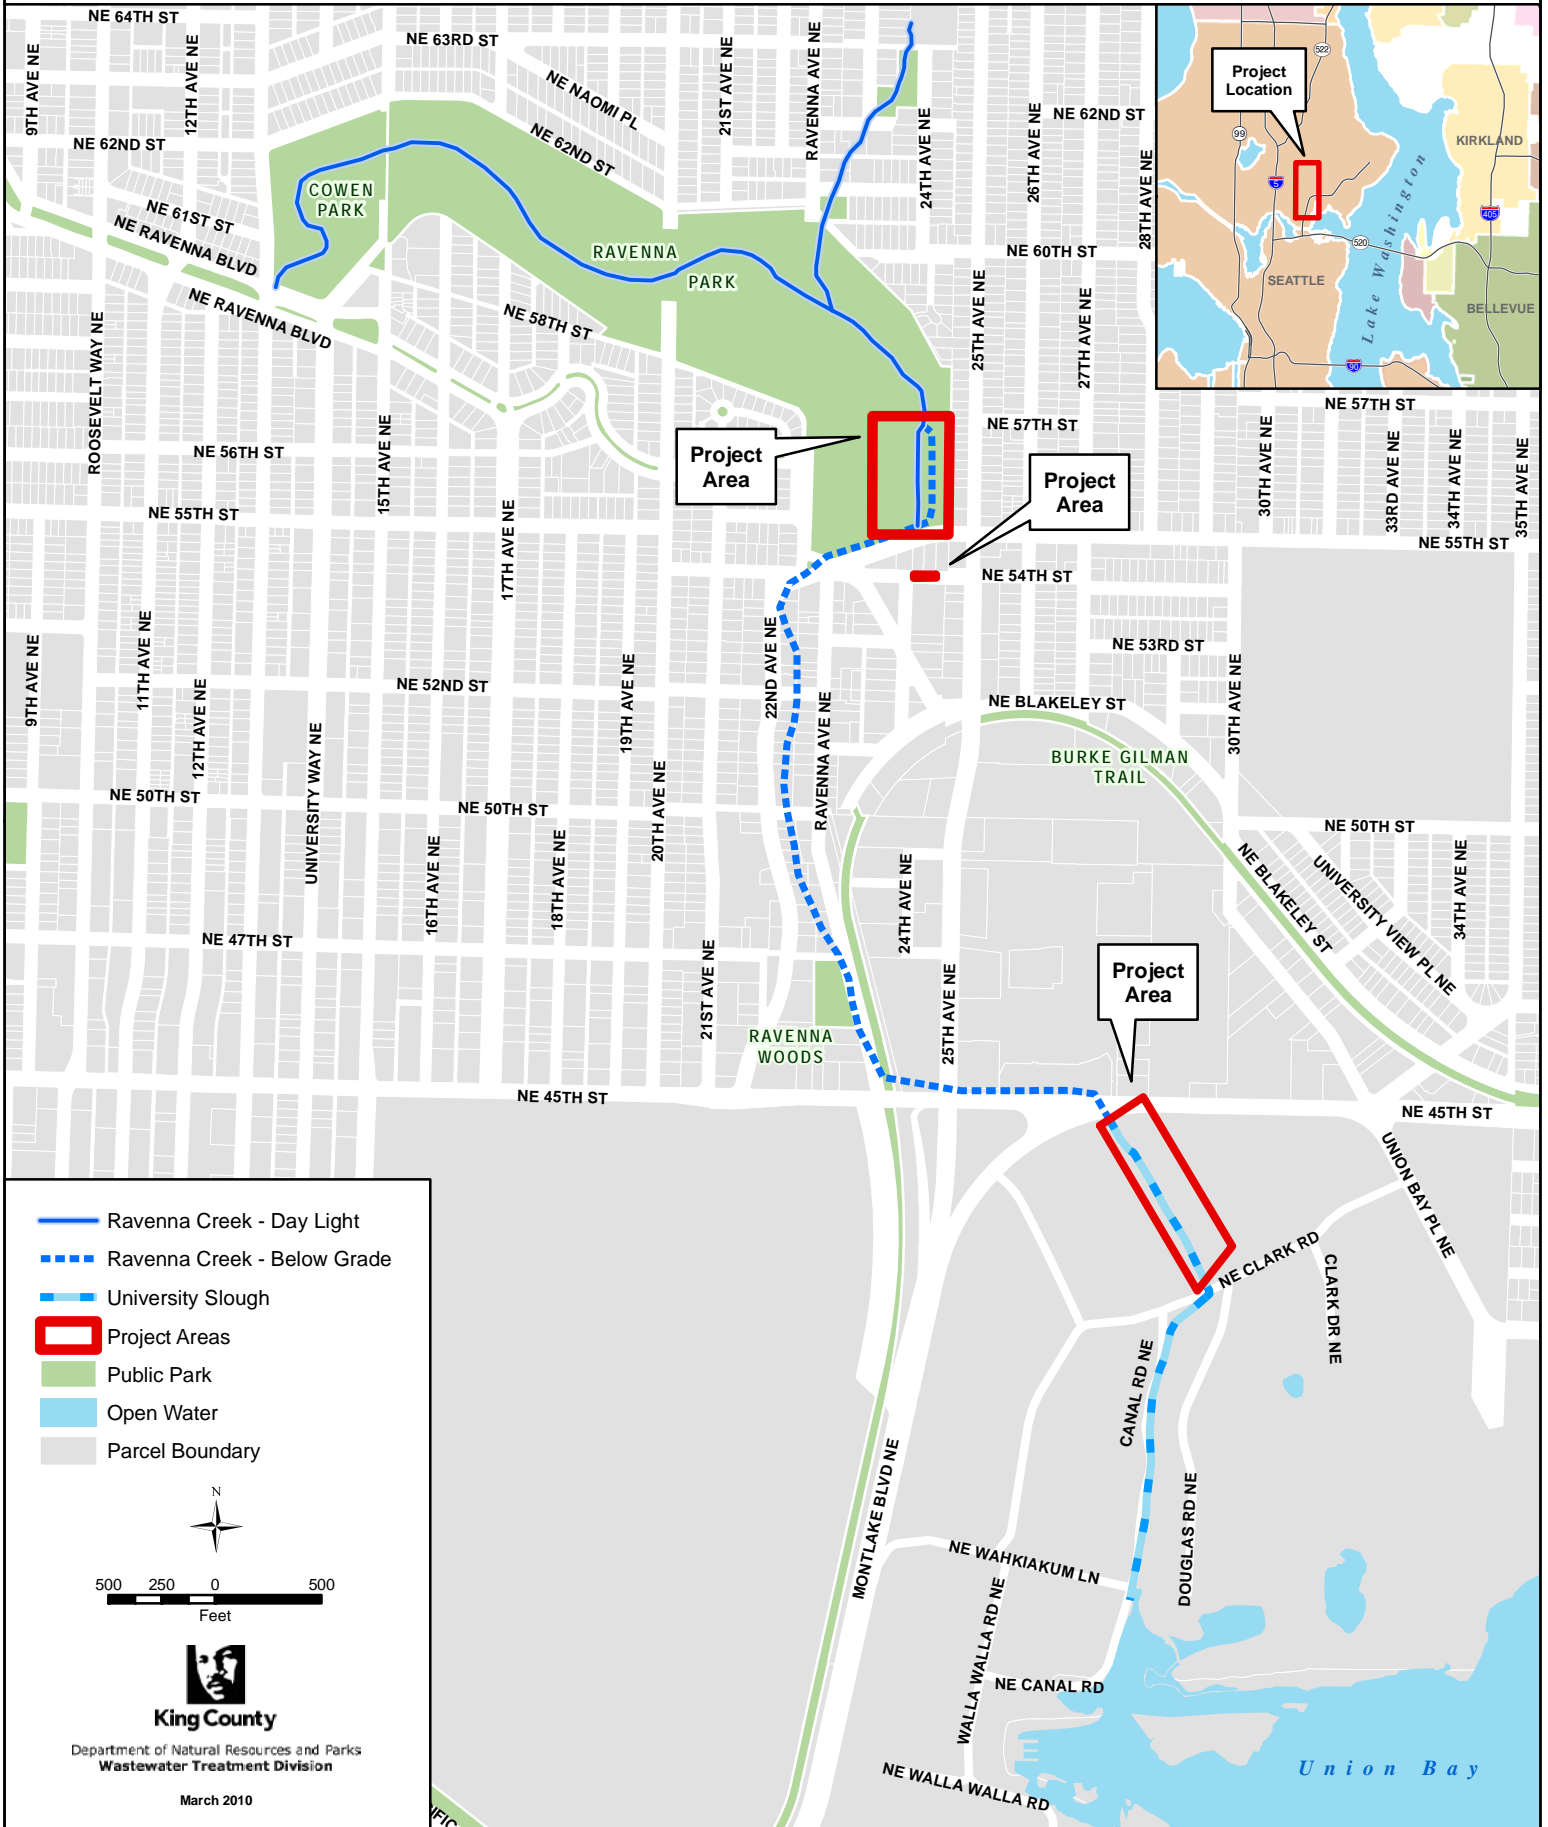 NE 64TH ST
NE 63RD ST
9TH AVE NE
12TH AVE NE
21ST AVE NE
RAVENNA AVE NE
NE NAOMI PL
NE 62ND ST
24TH AVE NE
26TH AVE NE
NE 62ND ST
28TH AVE NE
NE 62ND ST
COWEN
PARK
NE 61ST ST
NE RAVENNA BLVD
NE RAVENNA BLVD
RAVENNA
PARK
NE 60TH ST
NE 58TH ST
25TH AVE NE
27TH AVE NE
ROOSEVELT WAY NE
Project
Location
522
99
5
520
405
90
KIRKLAND
SEATTLE
BELLEVUE
Lake Washington
NE 57TH ST
NE 57TH ST
NE 56TH ST
15TH AVE NE
NE 55TH ST
17TH AVE NE
Project
Area
Project
Area
30TH AVE NE
33RD AVE NE
34TH AVE NE
35TH AVE NE
NE 55TH ST
NE 54TH ST
9TH AVE NE
11TH AVE NE
12TH AVE NE
UNIVERSITY WAY NE
NE 52ND ST
19TH AVE NE
20TH AVE NE
22ND AVE NE
RAVENNA AVE NE
NE 53RD ST
30TH AVE NE
NE BLAKELEY ST
BURKE GILMAN
TRAIL
NE 50TH ST
NE 50TH ST
NE 50TH ST
16TH AVE NE
18TH AVE NE
24TH AVE NE
NE BLAKELEY ST
UNIVERSITY VIEW PL NE
34TH AVE NE
NE 47TH ST
21ST AVE NE
25TH AVE NE
RAVENNA
WOODS
Project
Area
NE 45TH ST
NE 45TH ST
UNION BAY PL NE
NE CLARK RD
CLARK DR NE
CANAL RD NE
DOUGLAS RD NE
MONTLAKE BLVD NE
NE WAHKIAKUM LN
WALLA WALLA RD NE
NE CANAL RD
NE WALLA WALLA RD
Union Bay
IFIC
Ravenna Creek - Day Light
Ravenna Creek - Below Grade
University Slough
Project Areas
Public Park
Open Water
Parcel Boundary
N
500 250 0 500
Feet
King County
Department of Natural Resources and Parks
Wastewater Treatment Division
March 2010